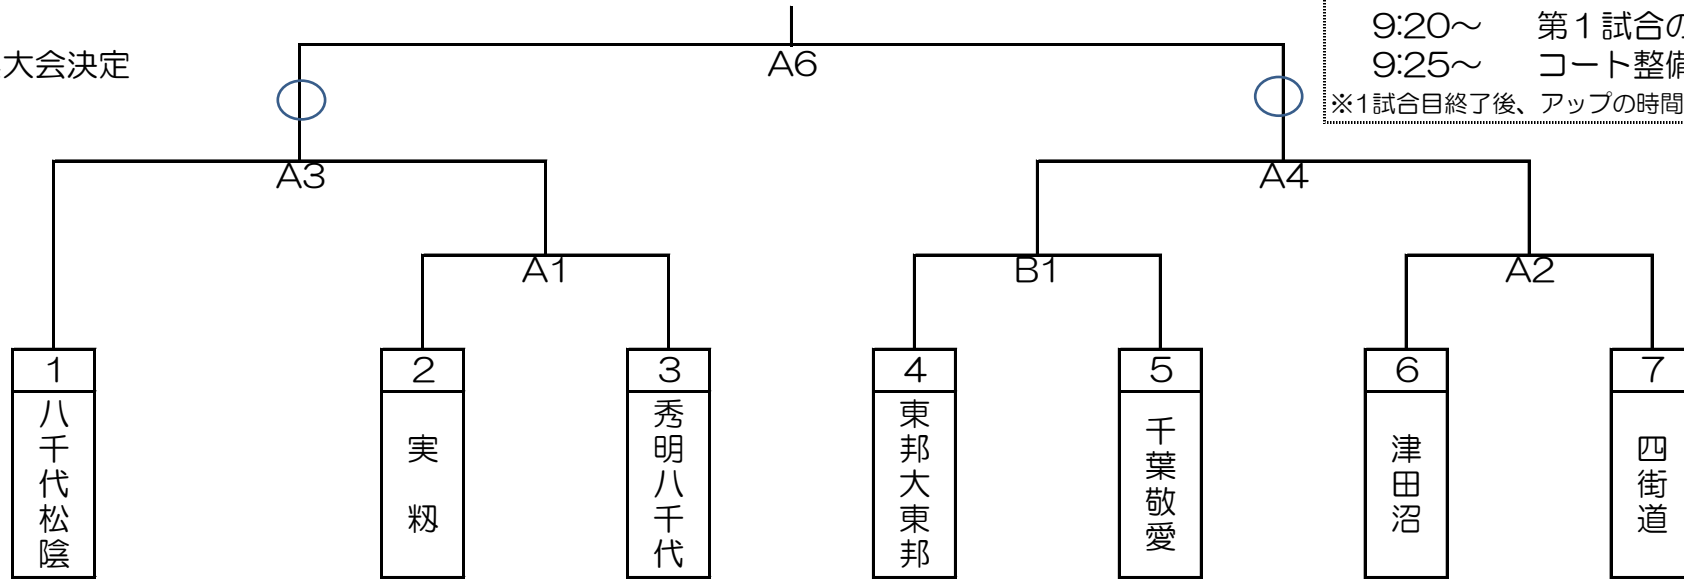 9:20～　第１試合の
大会決定
A6
9:25～　コート整備
※1試合目終了後、アップの時間
A3
A4
A1
B1
A2
1
2
3
4
5
6
7
八千代松陰
実籾
秀明八千代
東邦大東邦
千葉敬愛
津田沼
四街道